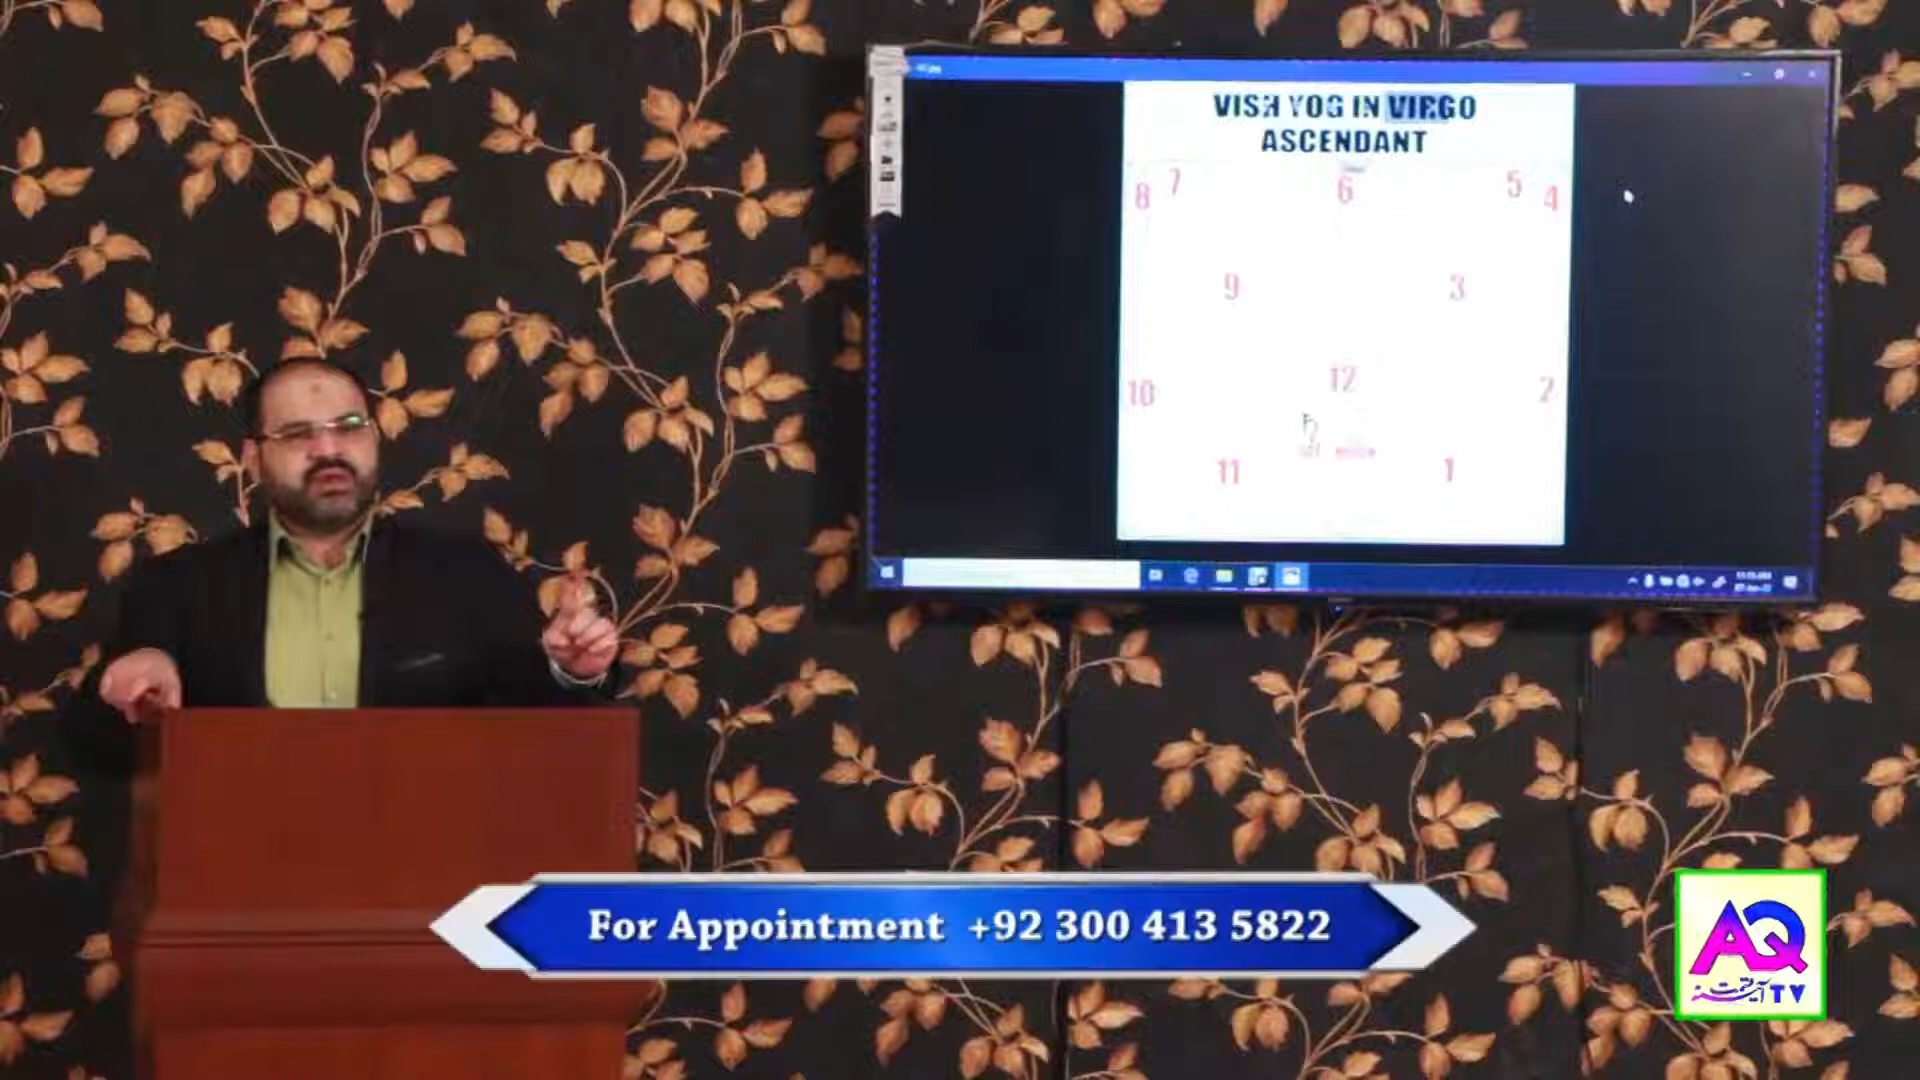 VISH YOG IN VIRGO
ASCENDANT
8 7 6 5 4
9 3
10 12 2
11 1
For Appointment +92 300 413 5822
AQ
TV